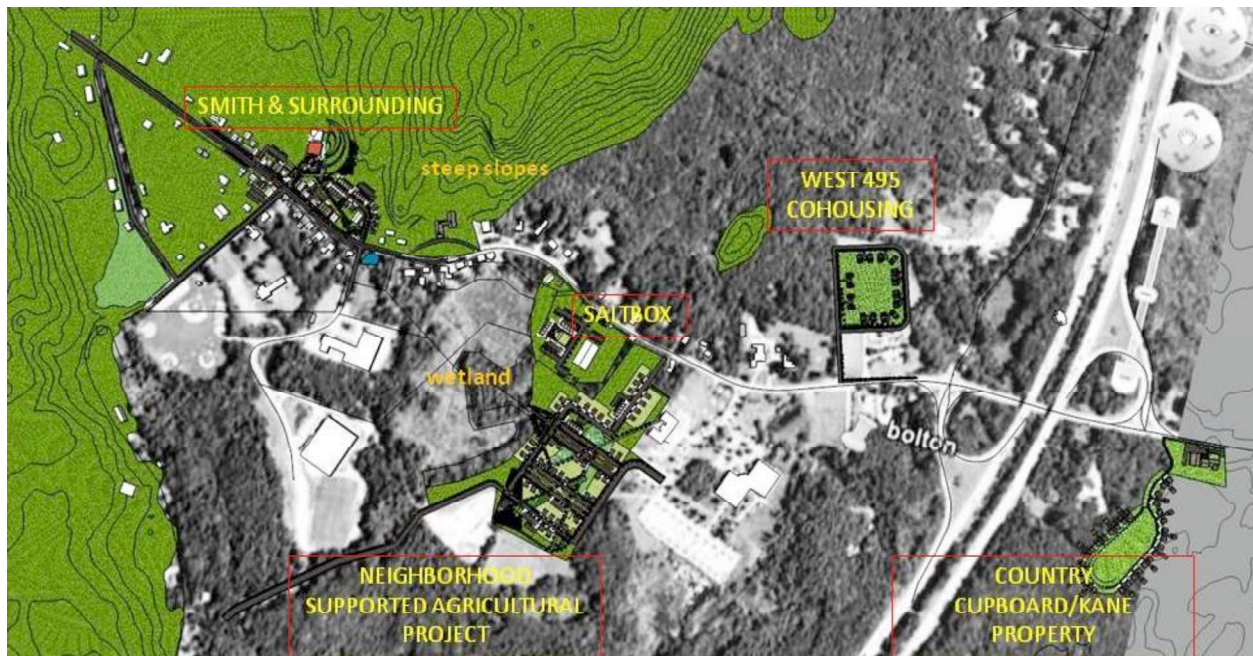 SMITH & SURROUNDING
steep slopes
WEST 495
COHOUSING
SALTBOX
wetland
bolton
NEIGHBORHOOD
SUPPORTED AGRICULTURAL
PROJECT
COUNTRY
CUPBOARD/KANE
PROPERTY